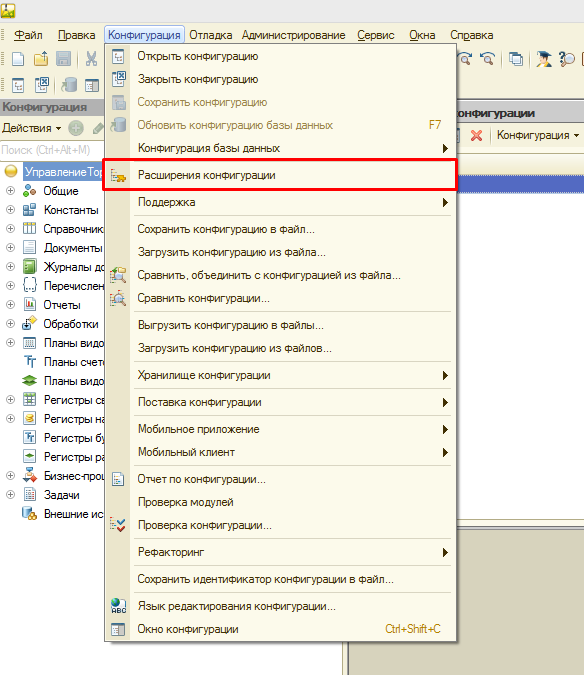 Файл Правка Конфигурация Отладка Администрирование Сервис Окна Справка
Конфигурация
Действия
Поиск (Ctrl+Alt+M)
УправлениеТор
Общие
Константы
Справочник
Документы
Журналы до
Перечислен
Отчеты
Обработки
Планы видо
Планы счето
Планы видо
Регистры св
Регистры на
Регистры бу
Регистры ра
Бизнес-проц
Задачи
Внешние ис
Открыть конфигурацию
Закрыть конфигурацию
Сохранить конфигурацию
Обновить конфигурацию базы данных F7
Конфигурация базы данных
Расширения конфигурации
Поддержка
Сохранить конфигурацию в файл...
Загрузить конфигурацию из файла...
Сравнить, объединить с конфигурацией из файла...
Сравнить конфигурации...
Выгрузить конфигурацию в файлы...
Загрузить конфигурацию из файлов...
Хранилище конфигурации
Поставка конфигурации
Мобильное приложение
Мобильный клиент
Отчет по конфигурации...
Проверка модулей
Проверка конфигурации...
Рефакторинг
Сохранить идентификатор конфигурации в файл...
ABC
Язык редактирования конфигурации...
Окно конфигурации Ctrl+Shift+C
онфигурации
Конфигурация